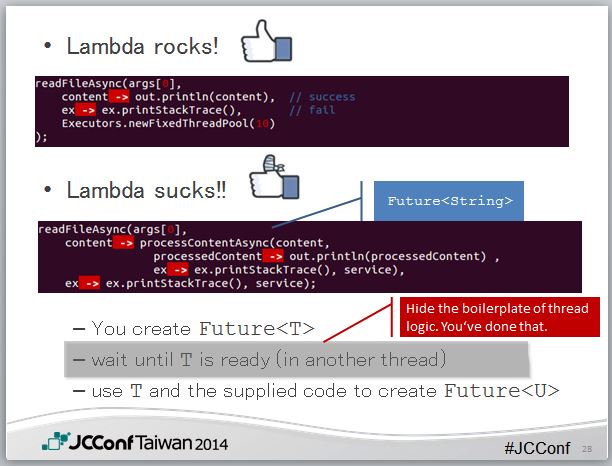 • Lambda rocks!
readFileAsync(args[0],
content -> out.println(content),  // success
ex -> ex.printStackTrace(),  // fail
Executors.newFixedThreadPool(10)
);
• Lambda sucks!!
Future<String>
readFileAsync(args[0],
content -> processContentAsync(content,
processedContent -> out.println(processedContent) ,
ex -> ex.printStackTrace(), service),
ex -> ex.printStackTrace(), service);
Hide the boilerplate of thread
logic. You've done that.
– You create Future<T>
– wait until T is ready (in another thread)
– use T and the supplied code to create Future<U>
JCConf Taiwan 2014
#JCConf 28